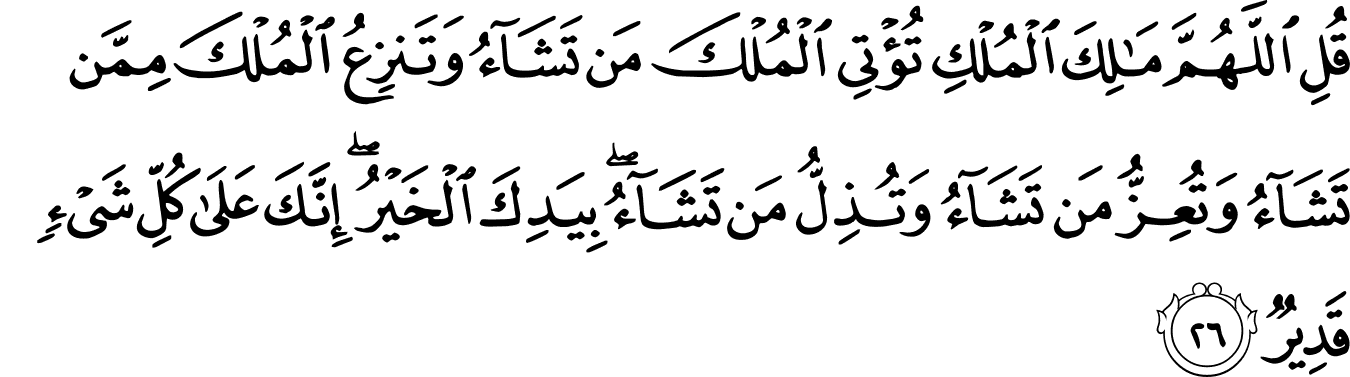 قُلِ ٱللَّهُمَّ مَـٰلِكَ ٱلْمُلْكِ تُؤْتِى ٱلْمُلْكَ مَن تَشَآءُ وَتَنزِعُ ٱلْمُلْكَ مِمَّن
تَشَآءُ وَتُعِزُّ مَن تَشَآءُ وَتُذِلُّ مَن تَشَآءُ ۖ بِيَدِكَ ٱلْخَيْرُ ۖ إِنَّكَ عَلَىٰ كُلِّ شَىْءٍ
قَدِيرٌ ٢٦